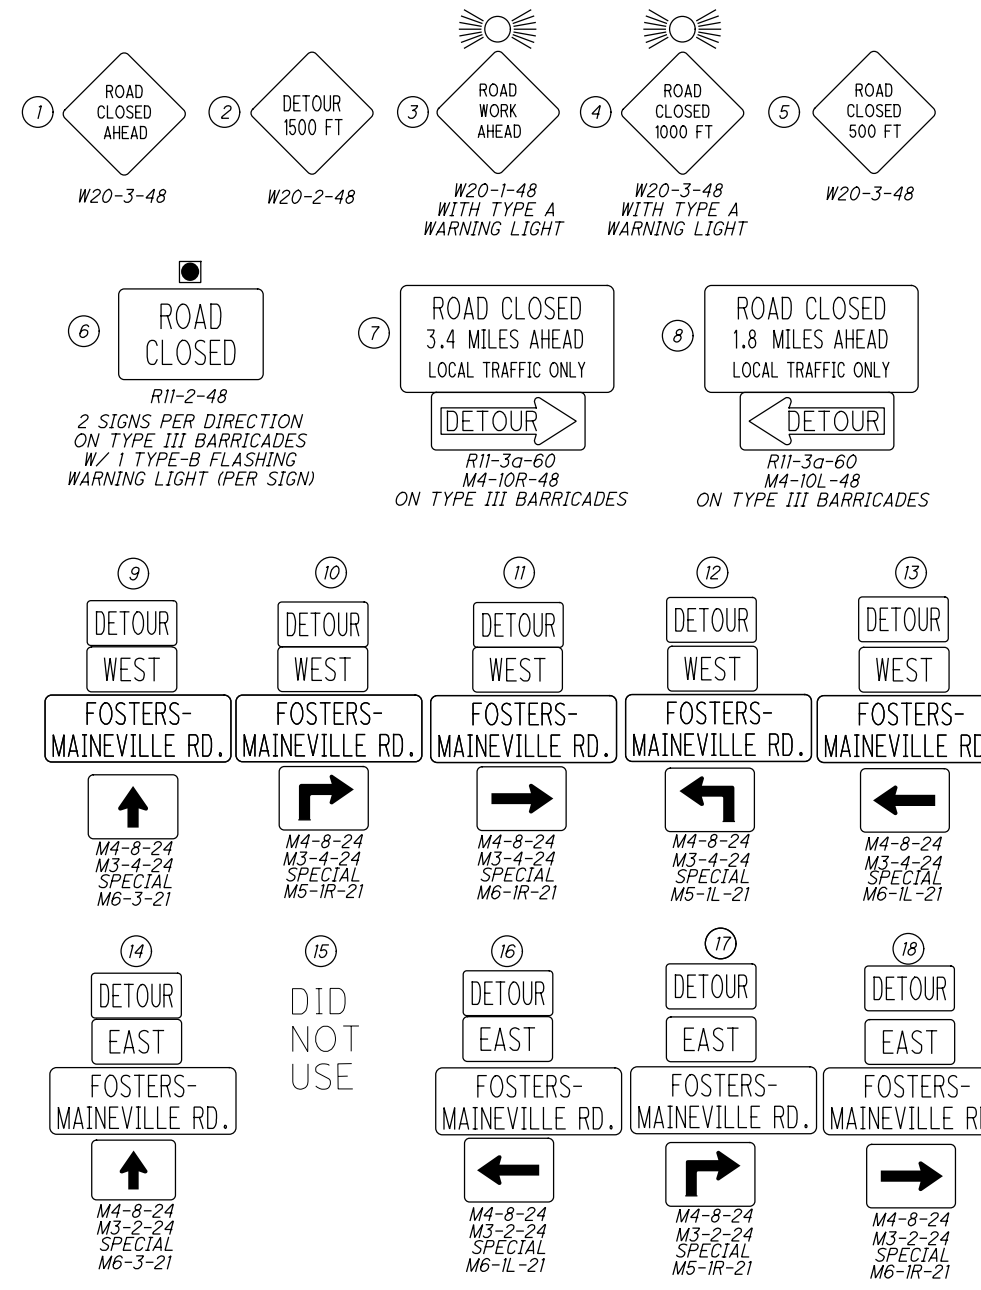 1
ROAD
CLOSED
AHEAD
W20-3-48
2
DETOUR
1500 FT
W20-2-48
3
ROAD
WORK
AHEAD
W20-1-48
WITH TYPE A
WARNING LIGHT
4
ROAD
CLOSED
1000 FT
W20-3-48
WITH TYPE A
WARNING LIGHT
5
ROAD
CLOSED
500 FT
W20-3-48
6
ROAD
CLOSED
R11-2-48
2 SIGNS PER DIRECTION
ON TYPE III BARRICADES
W/ 1 TYPE-B FLASHING
WARNING LIGHT (PER SIGN)
7
ROAD CLOSED
3.4 MILES AHEAD
LOCAL TRAFFIC ONLY
DETOUR
R11-3a-60
M4-10R-48
ON TYPE III BARRICADES
8
ROAD CLOSED
1.8 MILES AHEAD
LOCAL TRAFFIC ONLY
DETOUR
R11-3a-60
M4-10L-48
ON TYPE III BARRICADES
9
DETOUR
WEST
FOSTERS-
MAINEVILLE RD.
M4-8-24
M3-4-24
SPECIAL
M6-3-21
10
DETOUR
WEST
FOSTERS-
MAINEVILLE RD.
M4-8-24
M3-4-24
SPECIAL
M5-1R-21
11
DETOUR
WEST
FOSTERS-
MAINEVILLE RD.
M4-8-24
M3-4-24
SPECIAL
M6-1R-21
12
DETOUR
WEST
FOSTERS-
MAINEVILLE RD.
M4-8-24
M3-4-24
SPECIAL
M5-1L-21
13
DETOUR
WEST
FOSTERS-
MAINEVILLE RD
M4-8-24
M3-4-24
SPECIAL
M6-1L-21
14
DETOUR
EAST
FOSTERS-
MAINEVILLE RD.
M4-8-24
M3-2-24
SPECIAL
M6-3-21
15
DID
NOT
USE
16
DETOUR
EAST
FOSTERS-
MAINEVILLE RD.
M4-8-24
M3-2-24
SPECIAL
M6-1L-21
17
DETOUR
EAST
FOSTERS-
MAINEVILLE RD.
M4-8-24
M3-2-24
SPECIAL
M5-1R-21
18
DETOUR
EAST
FOSTERS-
MAINEVILLE RD
M4-8-24
M3-2-24
SPECIAL
M6-1R-21